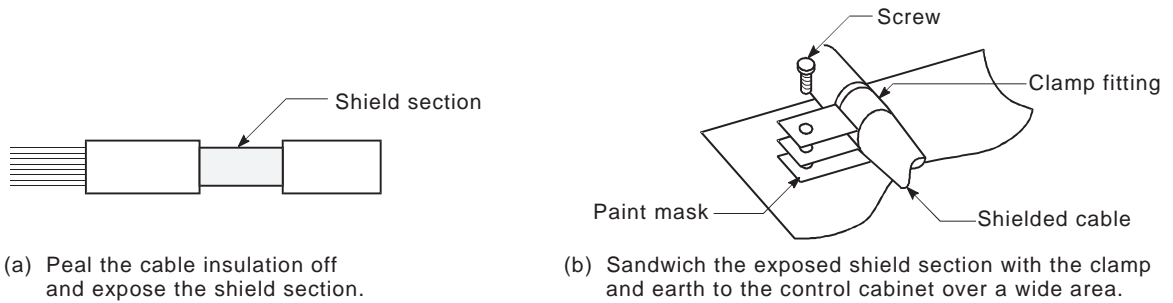 Screw
Shield section
Clamp fitting
Paint mask
Shielded cable
(a) Peal the cable insulation off
and expose the shield section.
(b) Sandwich the exposed shield section with the clamp
and earth to the control cabinet over a wide area.